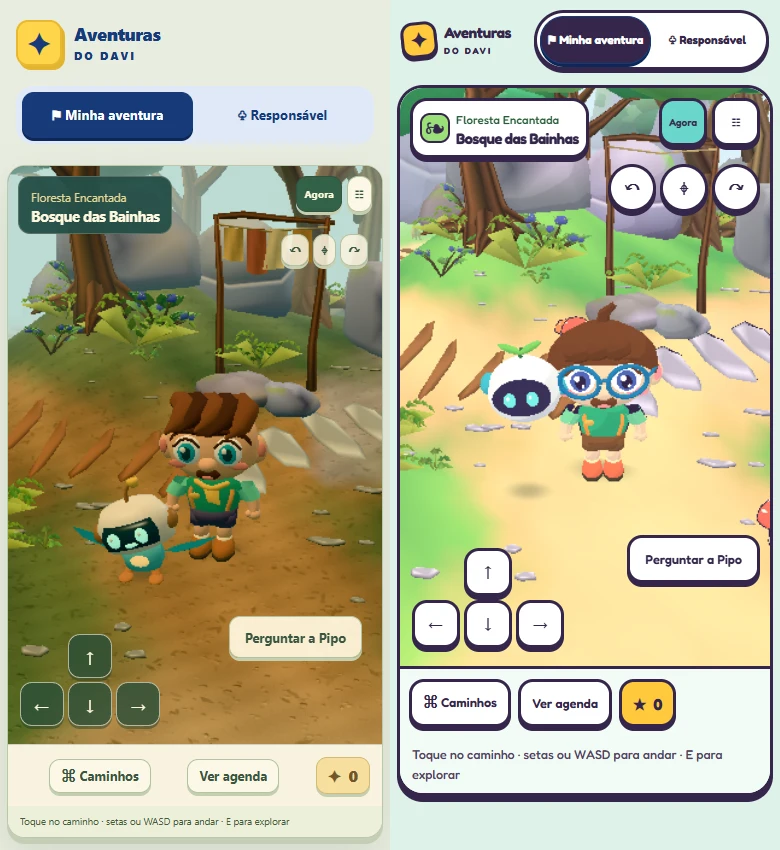 Aventuras
DO DAVI
Minha aventura
Responsável
Floresta Encantada
Bosque das Bainhas
Agora
Perguntar a Pipo
Caminhos
Ver agenda
0
Toque no caminho · setas ou WASD para andar · E para explorar
Aventuras
DO DAVI
Minha aventura
Responsável
Floresta Encantada
Bosque das Bainhas
Agora
Perguntar a Pipo
Caminhos
Ver agenda
0
Toque no caminho · setas ou WASD para andar · E para
explorar